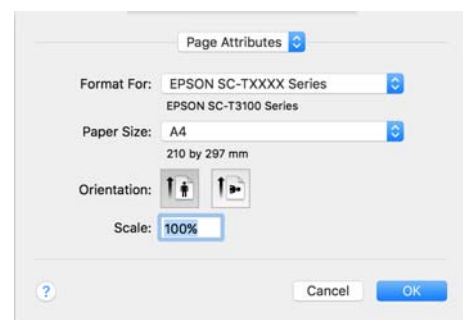 Page Attributes
Format For: EPSON SC-TXXXX Series
EPSON SC-T3100 Series
Paper Size: A4
210 by 297 mm
Orientation:
Scale: 100%
? Cancel OK